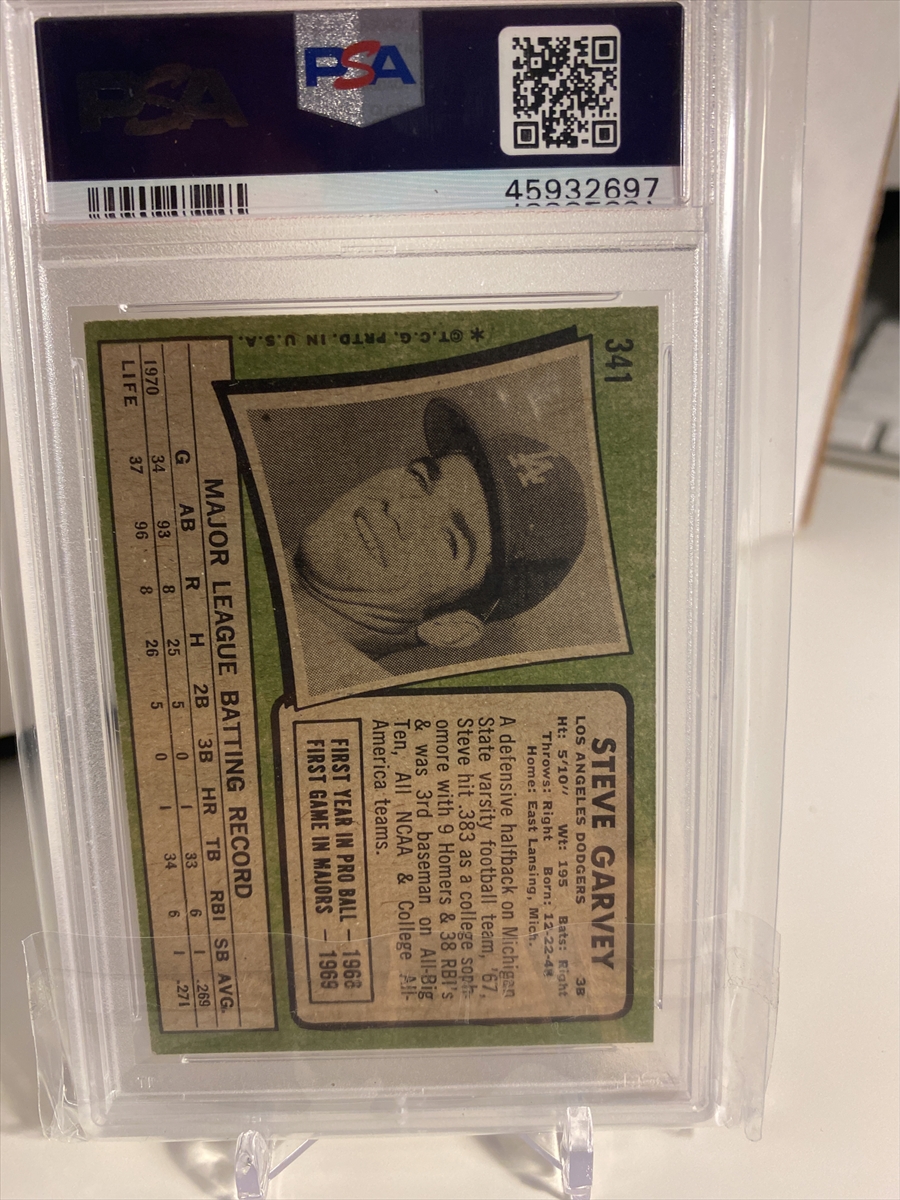 PSA
PSA
45932697
341
* © T.C.G. PRTD. IN U.S.A.
LA
STEVE GARVEY
LOS ANGELES DODGERS 3B
Ht: 5'10" Wt: 195 Bats: Right
Throws: Right Born: 12-22-48
Home: East Lansing, Mich.
A defensive halfback on Michigan
State varsity football team, '67,
Steve hit .383 as a college soph-
omore with 9 Homers & 38 RBI's
& was 3rd baseman on All-Big
Ten, All NCAA & College All-
America teams.
FIRST YEAR IN PRO BALL – 1968
FIRST GAME IN MAJORS – 1969
MAJOR LEAGUE BATTING RECORD
G AB R H 2B 3B HR TB RBI SB AVG.
1970 34 93 8 25 5 0 1 33 6 1 .269
LIFE 37 96 8 26 5 0 1 34 6 1 .271